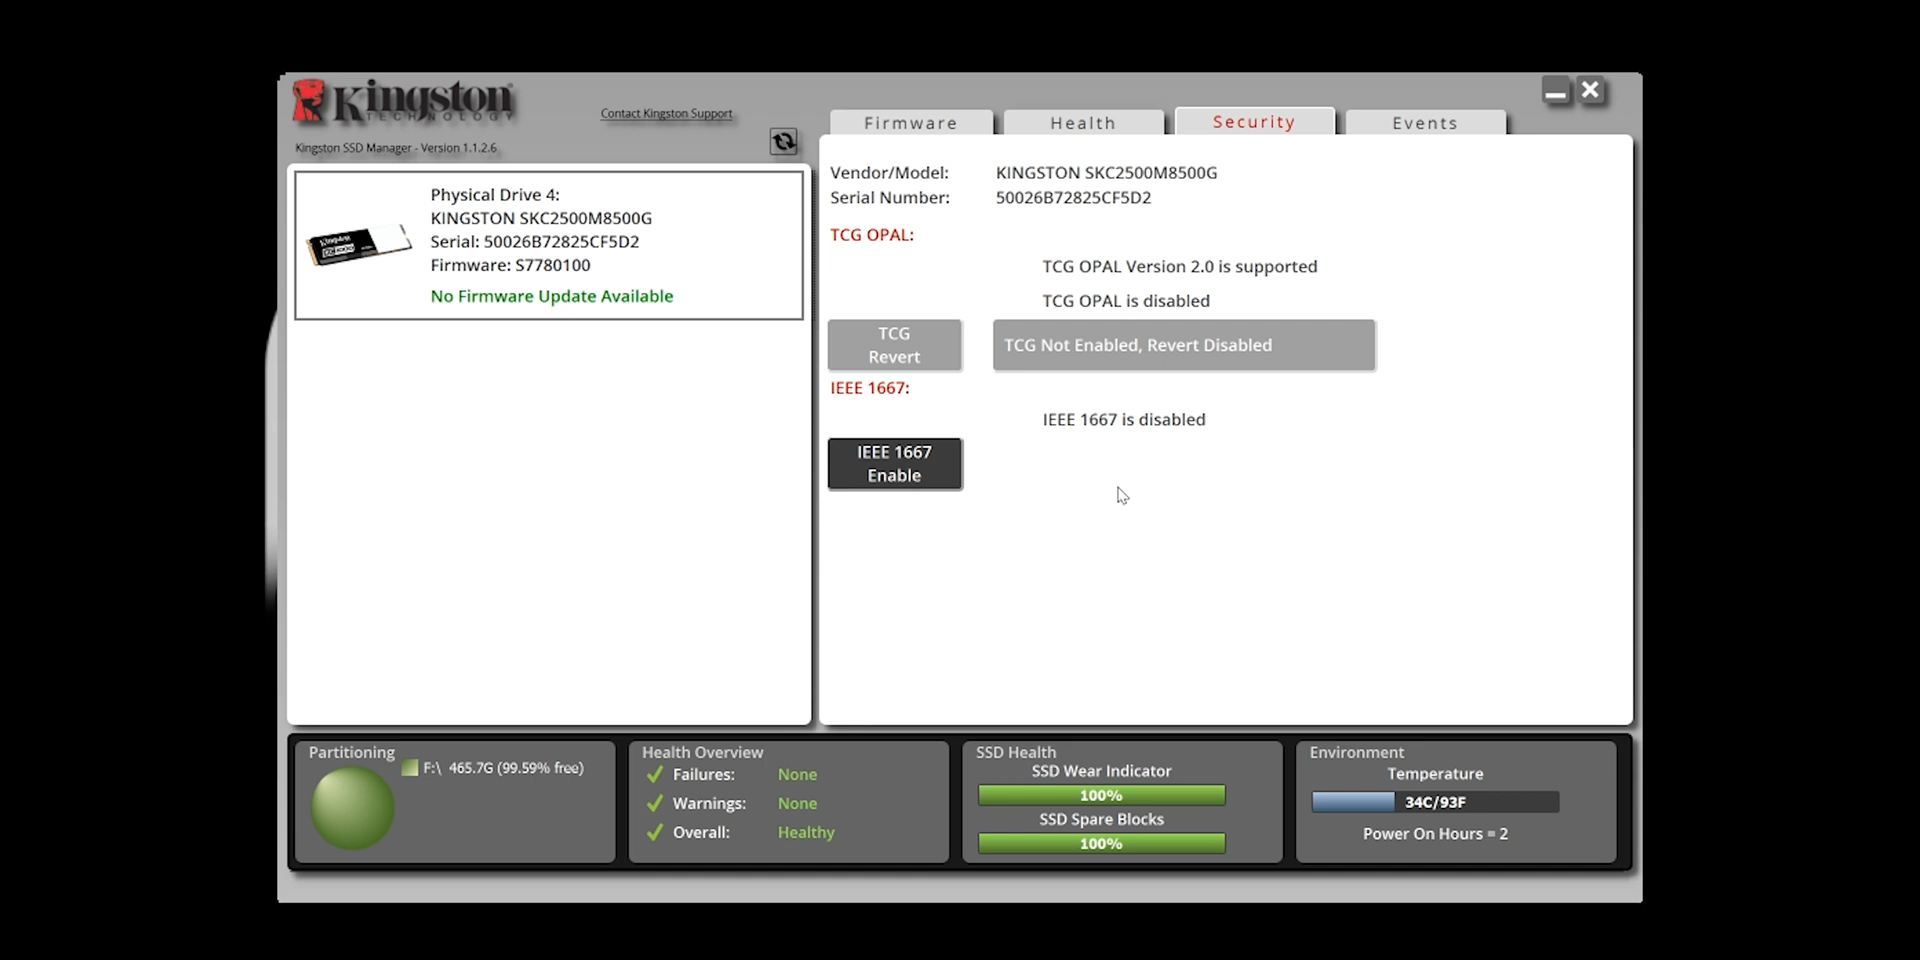 Kingston
TECHNOLOGY
Contact Kingston Support
Kingston SSD Manager - Version 1.1.2.6
Firmware
Health
Security
Events
Physical Drive 4:
KINGSTON SKC2500M8500G
Serial: 50026B72825CF5D2
Firmware: S7780100
No Firmware Update Available
Kingston
Vendor/Model: KINGSTON SKC2500M8500G
Serial Number: 50026B72825CF5D2
TCG OPAL:
TCG OPAL Version 2.0 is supported
TCG OPAL is disabled
TCG
Revert
TCG Not Enabled, Revert Disabled
IEEE 1667:
IEEE 1667 is disabled
IEEE 1667
Enable
Partitioning
F:\ 465.7G (99.59% free)
Health Overview
Failures: None
Warnings: None
Overall: Healthy
SSD Health
SSD Wear Indicator
100%
SSD Spare Blocks
100%
Environment
Temperature
34C/93F
Power On Hours = 2